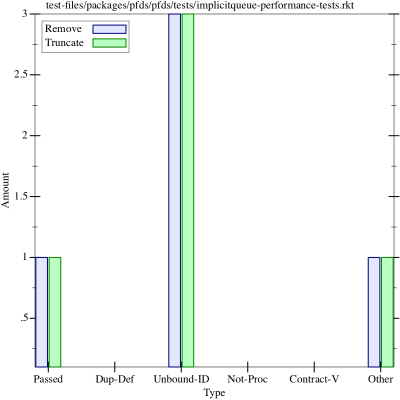 test-files/packages/pfds/pfds/tests/implicitqueue-performance-tests.rkt
Remove
Truncate
3
2.5
2
1.5
1
.5
Amount
Passed Dup-Def Unbound-ID Not-Proc Contract-V Other
Type